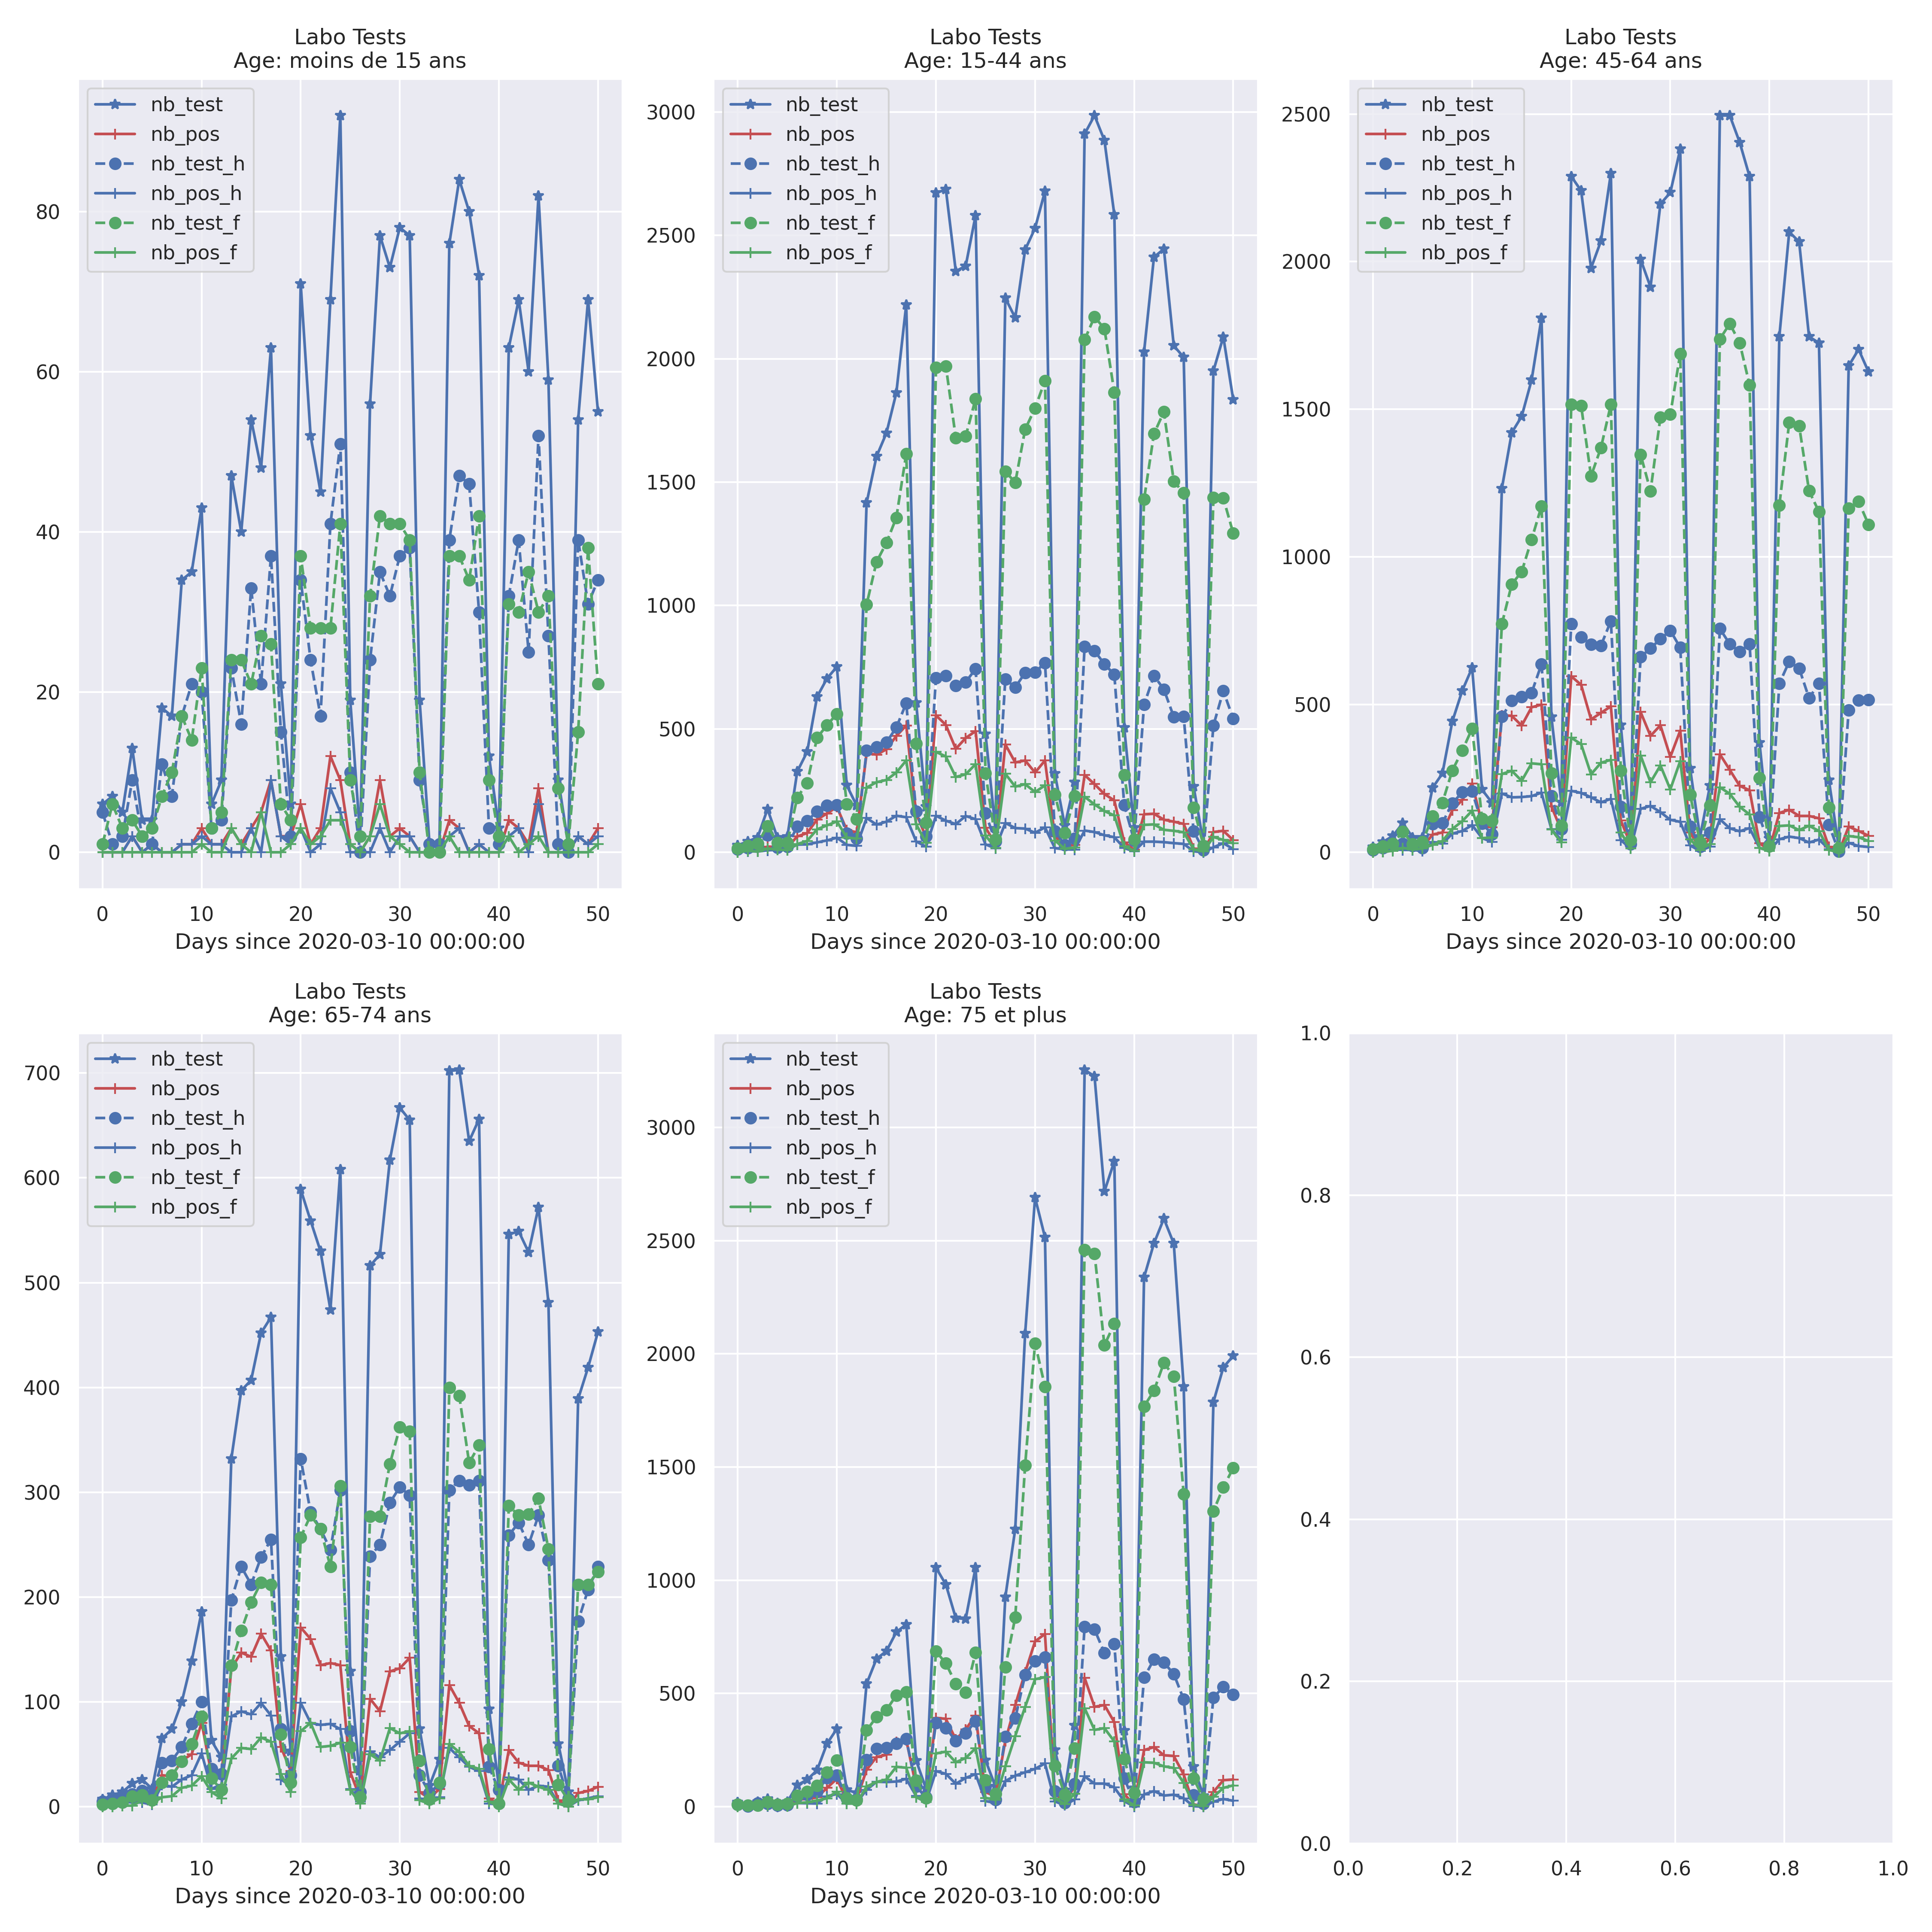 Labo Tests
Age: moins de 15 ans
nb_test
nb_pos
nb_test_h
nb_pos_h
nb_test_f
nb_pos_f
80
60
40
20
0
0 10 20 30 40 50
Days since 2020-03-10 00:00:00
Labo Tests
Age: 15-44 ans
nb_test
nb_pos
nb_test_h
nb_pos_h
nb_test_f
nb_pos_f
3000
2500
2000
1500
1000
500
0
0 10 20 30 40 50
Days since 2020-03-10 00:00:00
Labo Tests
Age: 45-64 ans
nb_test
nb_pos
nb_test_h
nb_pos_h
nb_test_f
nb_pos_f
2500
2000
1500
1000
500
0
0 10 20 30 40 50
Days since 2020-03-10 00:00:00
Labo Tests
Age: 65-74 ans
nb_test
nb_pos
nb_test_h
nb_pos_h
nb_test_f
nb_pos_f
700
600
500
400
300
200
100
0
0 10 20 30 40 50
Days since 2020-03-10 00:00:00
Labo Tests
Age: 75 et plus
nb_test
nb_pos
nb_test_h
nb_pos_h
nb_test_f
nb_pos_f
3000
2500
2000
1500
1000
500
0
0 10 20 30 40 50
Days since 2020-03-10 00:00:00
1.0
0.8
0.6
0.4
0.2
0.0
0.0 0.2 0.4 0.6 0.8 1.0